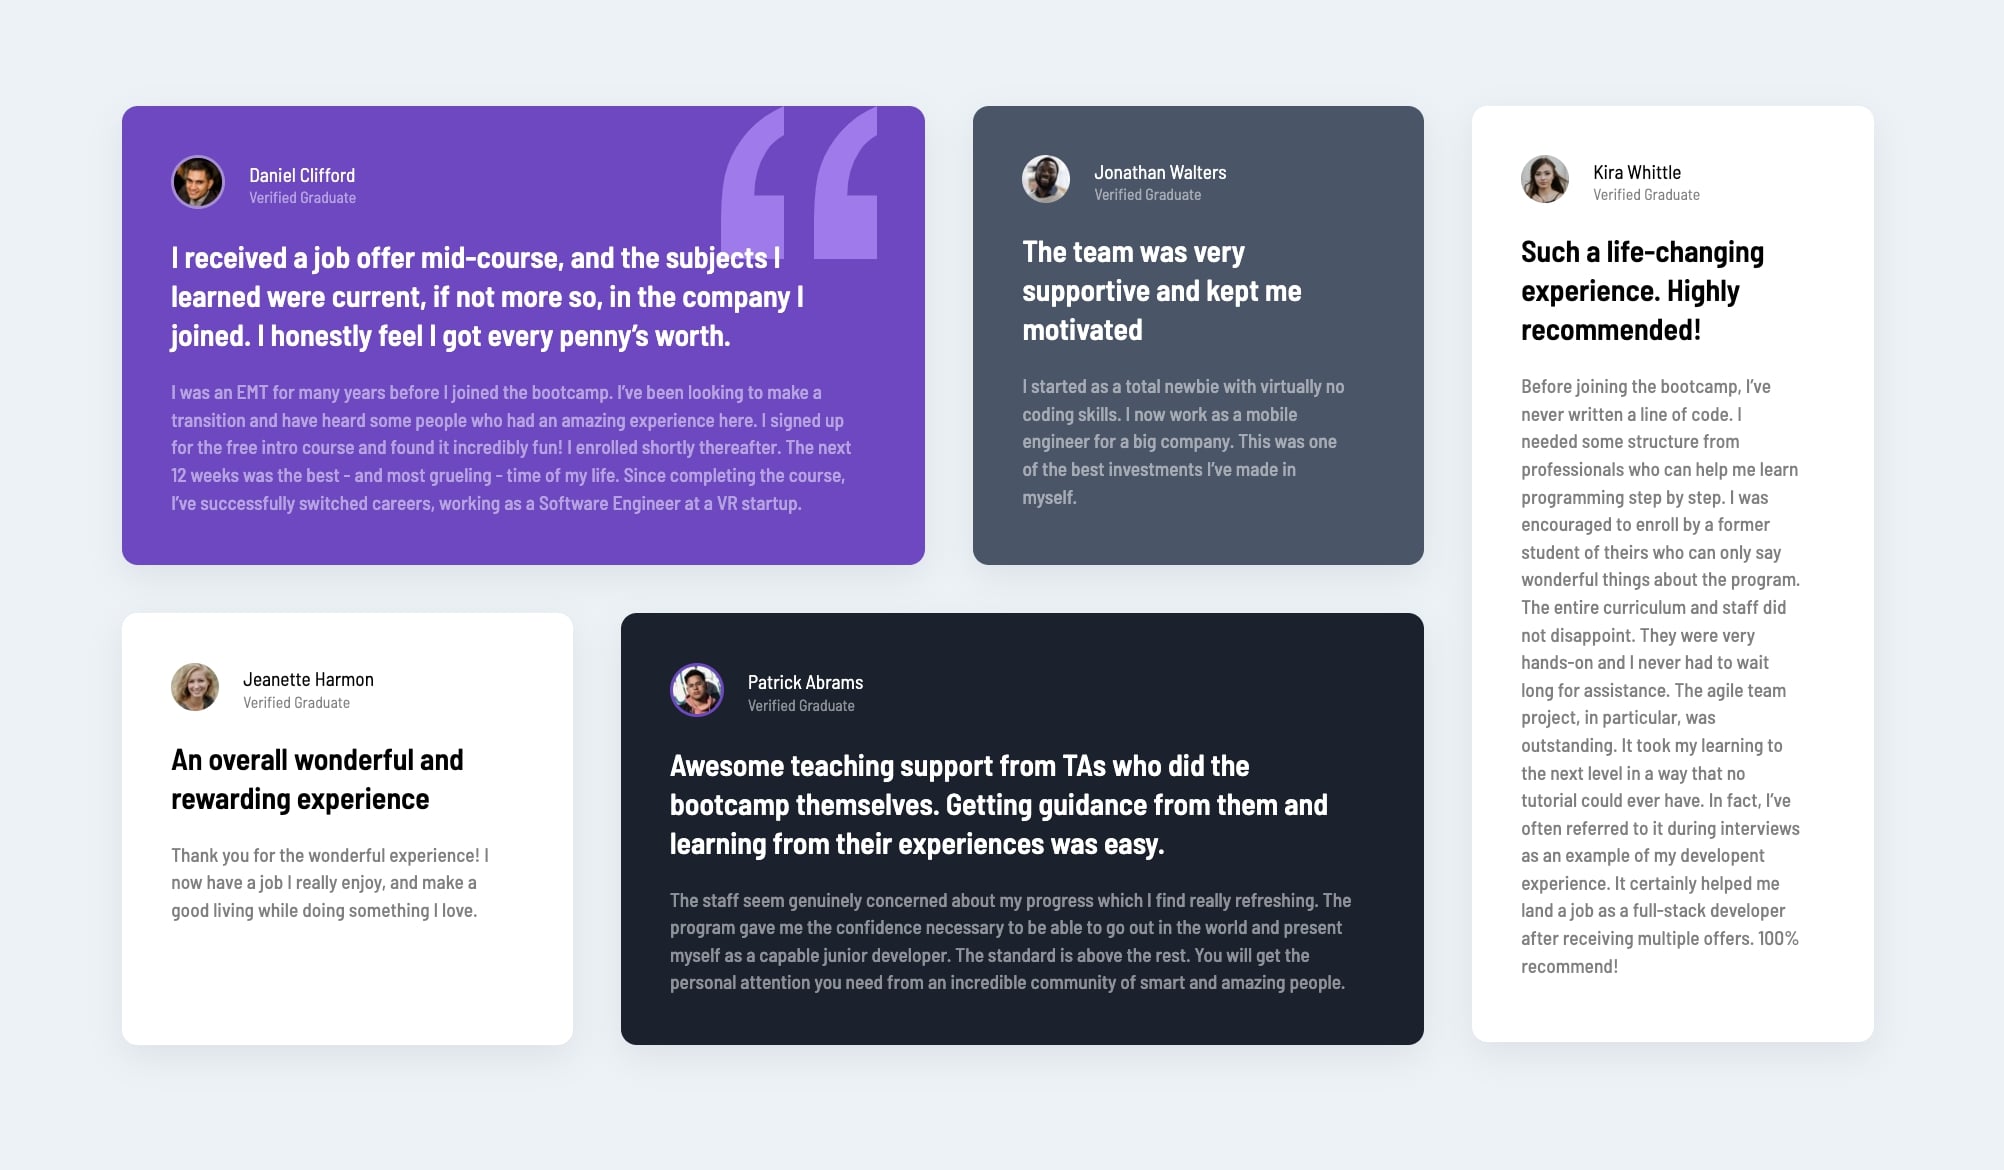 Daniel Clifford
Verified Graduate
I received a job offer mid-course, and the subjects I
learned were current, if not more so, in the company I
joined. I honestly feel I got every penny’s worth.
I was an EMT for many years before I joined the bootcamp. I’ve been looking to make a
transition and have heard some people who had an amazing experience here. I signed up
for the free intro course and found it incredibly fun! I enrolled shortly thereafter. The next
12 weeks was the best - and most grueling - time of my life. Since completing the course,
I’ve successfully switched careers, working as a Software Engineer at a VR startup.
Jonathan Walters
Verified Graduate
The team was very
supportive and kept me
motivated
I started as a total newbie with virtually no
coding skills. I now work as a mobile
engineer for a big company. This was one
of the best investments I’ve made in
myself.
Kira Whittle
Verified Graduate
Such a life-changing
experience. Highly
recommended!
Before joining the bootcamp, I’ve
never written a line of code. I
needed some structure from
professionals who can help me learn
programming step by step. I was
encouraged to enroll by a former
student of theirs who can only say
wonderful things about the program.
The entire curriculum and staff did
not disappoint. They were very
hands-on and I never had to wait
long for assistance. The agile team
project, in particular, was
outstanding. It took my learning to
the next level in a way that no
tutorial could ever have. In fact, I’ve
often referred to it during interviews
as an example of my developent
experience. It certainly helped me
land a job as a full-stack developer
after receiving multiple offers. 100%
recommend!
Jeanette Harmon
Verified Graduate
An overall wonderful and
rewarding experience
Thank you for the wonderful experience! I
now have a job I really enjoy, and make a
good living while doing something I love.
Patrick Abrams
Verified Graduate
Awesome teaching support from TAs who did the
bootcamp themselves. Getting guidance from them and
learning from their experiences was easy.
The staff seem genuinely concerned about my progress which I find really refreshing. The
program gave me the confidence necessary to be able to go out in the world and present
myself as a capable junior developer. The standard is above the rest. You will get the
personal attention you need from an incredible community of smart and amazing people.